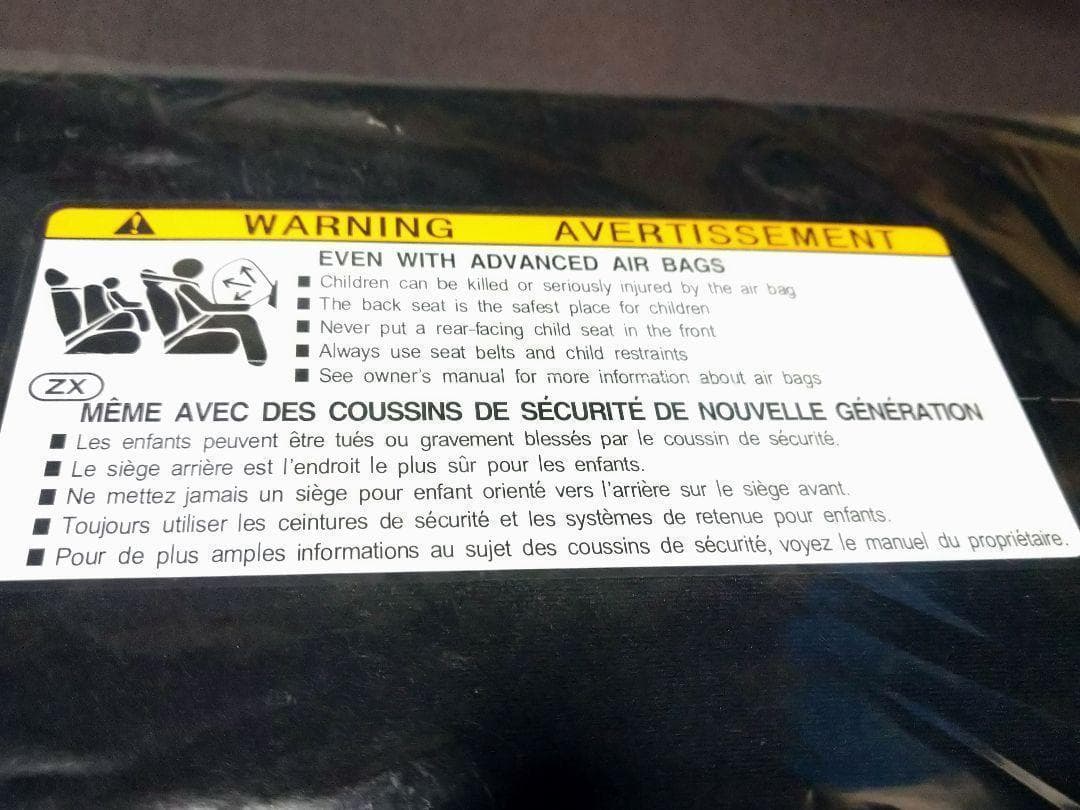 WARNING AVERTISSEMENT
EVEN WITH ADVANCED AIR BAGS
■ Children can be killed or seriously injured by the air bag
■ The back seat is the safest place for children
■ Never put a rear-facing child seat in the front
■ Always use seat belts and child restraints
■ See owner's manual for more information about air bags
ZX
MÊME AVEC DES COUSSINS DE SÉCURITÉ DE NOUVELLE GÉNÉRATION
■ Les enfants peuvent être tués ou gravement blessés par le coussin de sécurité.
■ Le siège arrière est l'endroit le plus sûr pour les enfants.
■ Ne mettez jamais un siège pour enfant orienté vers l'arrière sur le siège avant.
■ Toujours utiliser les ceintures de sécurité et les systèmes de retenue pour enfants.
■ Pour de plus amples informations au sujet des coussins de sécurité, voyez le manuel du propriétaire.